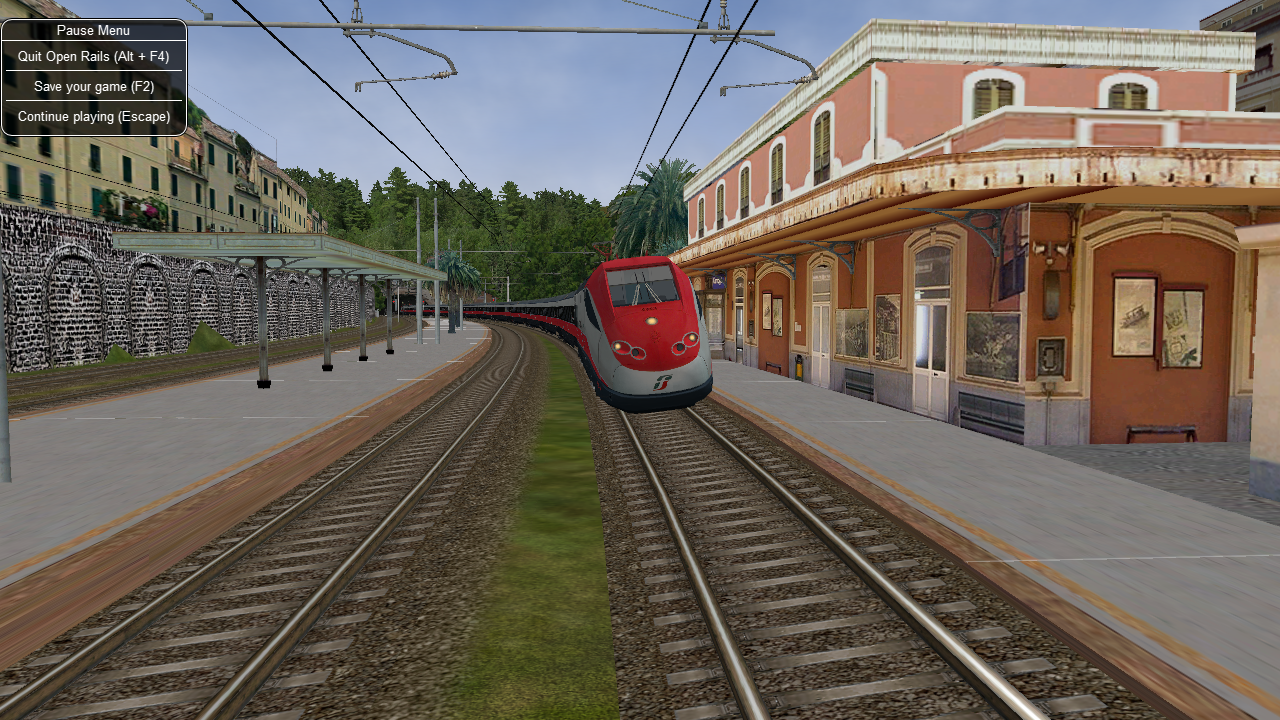 Pause Menu
Quit Open Rails (Alt + F4)
Save your game (F2)
Continue playing (Escape)